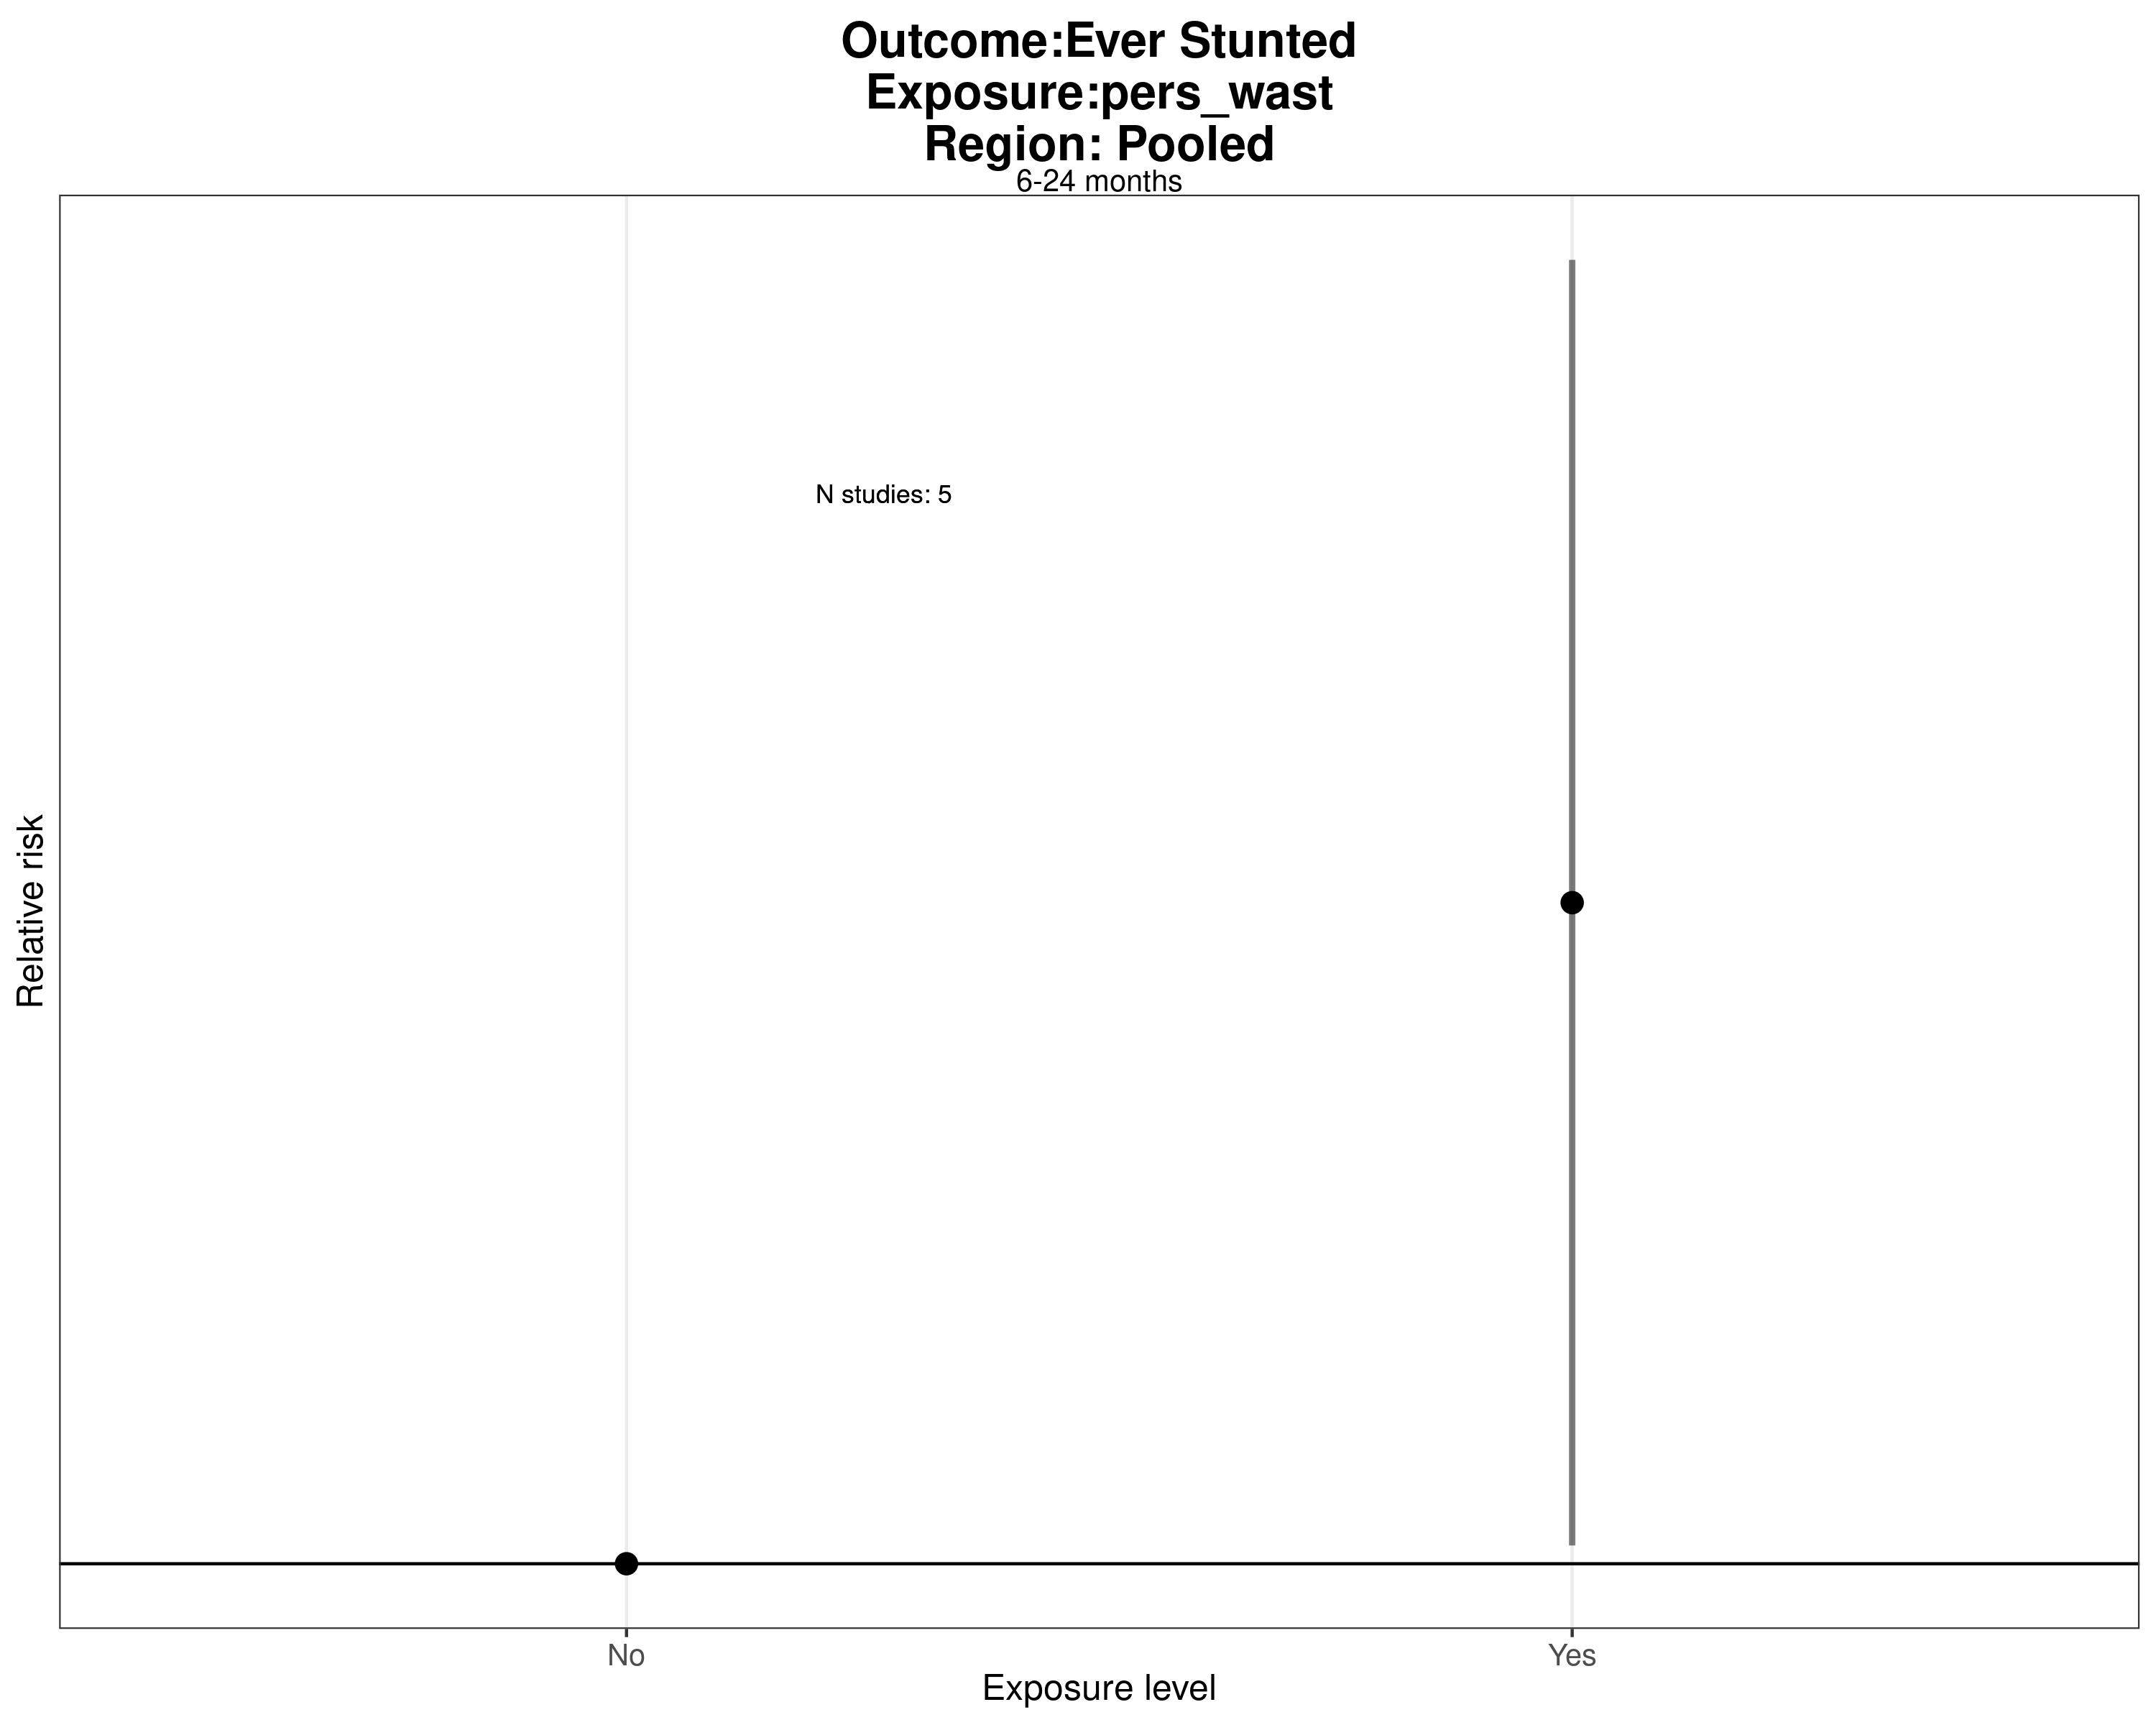 Outcome:Ever Stunted
Exposure:pers_wast
Region: Pooled
6-24 months
N studies: 5
Relative risk
No
Yes
Exposure level